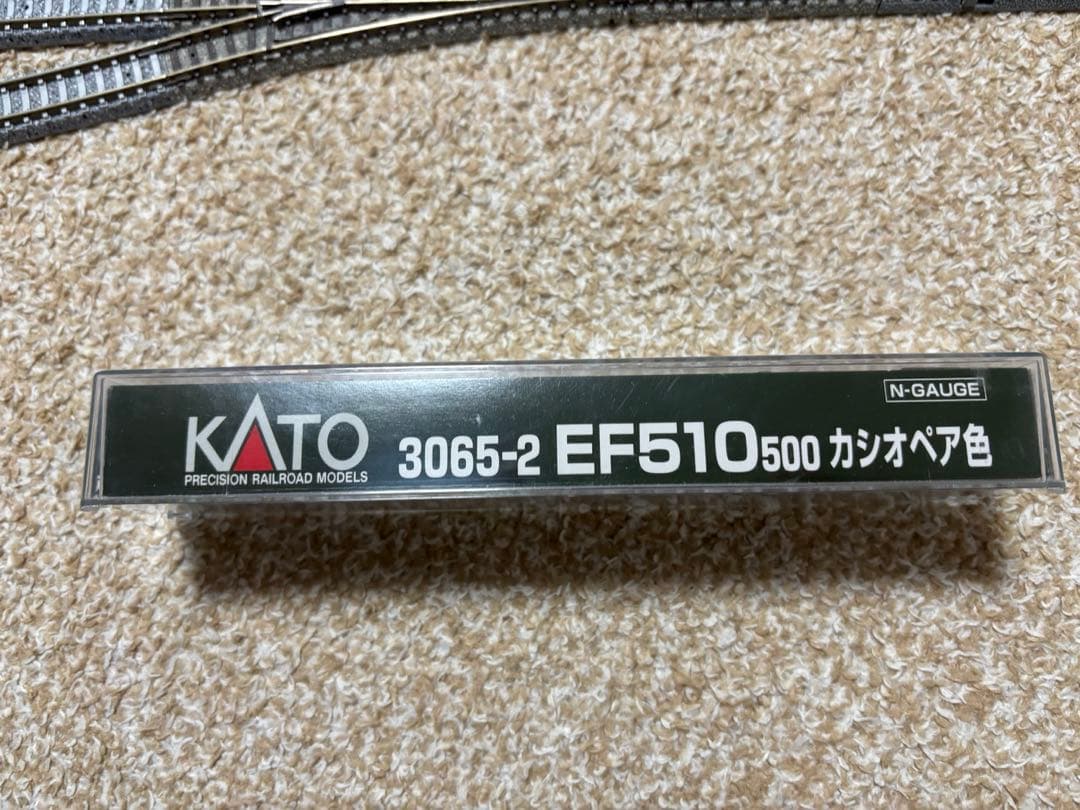 N-GAUGE
KATO 3065-2 EF510 500 カシオペア色
PRECISION RAILROAD MODELS